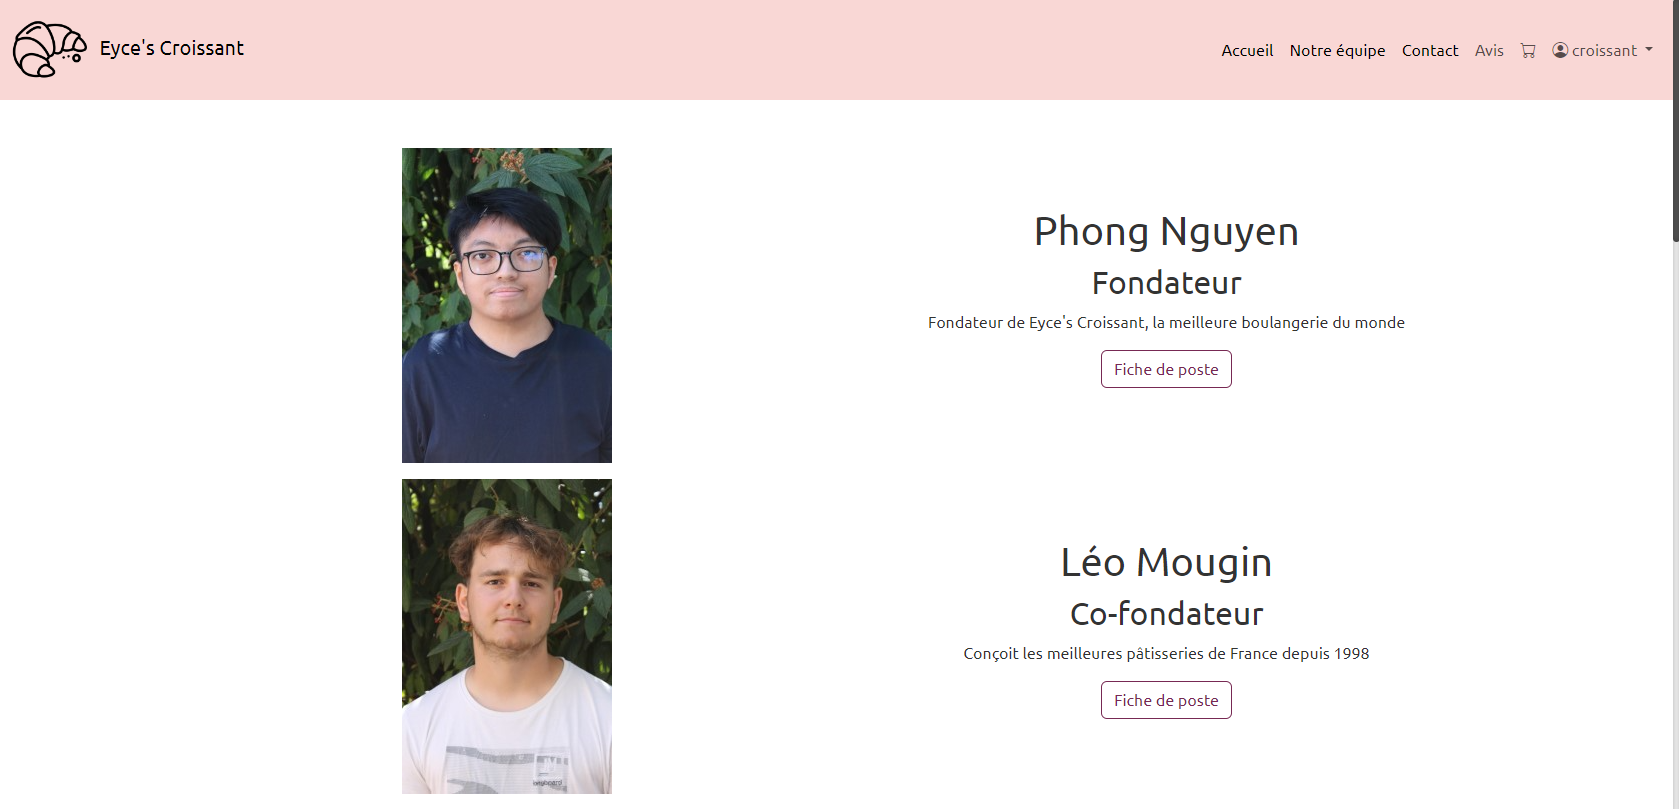 Eyce's Croissant
Accueil Notre équipe Contact Avis croissant
Phong Nguyen
Fondateur
Fondateur de Eyce's Croissant, la meilleure boulangerie du monde
Fiche de poste
Léo Mougin
Co-fondateur
Conçoit les meilleures pâtisseries de France depuis 1998
Fiche de poste
keyboard